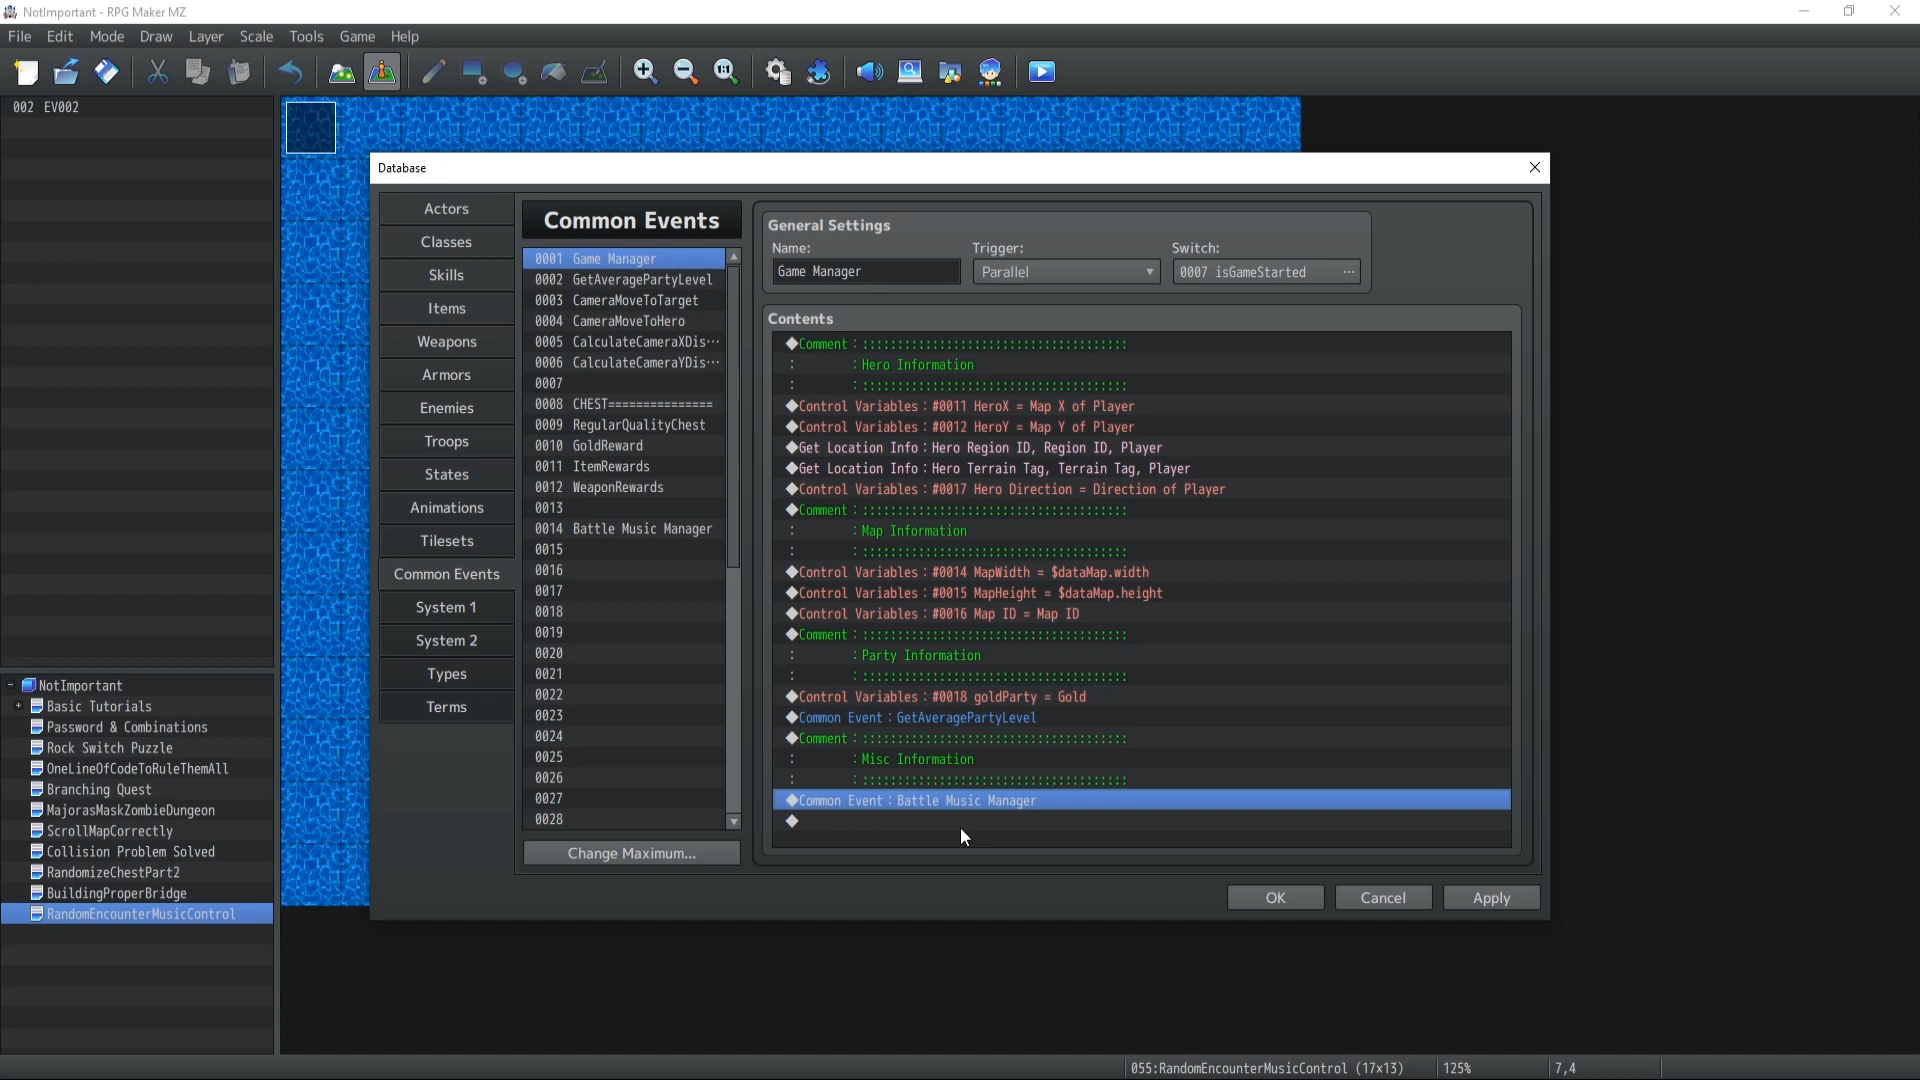 NotImportant - RPG Maker MZ
File Edit Mode Draw Layer Scale Tools Game Help
002 EV002
Database
Actors
Classes
Skills
Items
Weapons
Armors
Enemies
Troops
States
Animations
Tilesets
Common Events
System 1
System 2
Types
Terms
Common Events
0001 Game Manager
0002 GetAveragePartyLevel
0003 CameraMoveToTarget
0004 CameraMoveToHero
0005 CalculateCameraXDis…
0006 CalculateCameraYDis…
0007
0008 CHEST===============
0009 RegularQualityChest
0010 GoldReward
0011 ItemRewards
0012 WeaponRewards
0013
0014 Battle Music Manager
0015
0016
0017
0018
0019
0020
0021
0022
0023
0024
0025
0026
0027
0028
Change Maximum...
General Settings
Name: Trigger: Switch:
Game Manager Parallel 0007 isGameStarted ...
Contents
◆Comment : ::::::::::::::::::::::::::::::::::::::
: : Hero Information
: : ::::::::::::::::::::::::::::::::::::::
◆Control Variables : #0011 HeroX = Map X of Player
◆Control Variables : #0012 HeroY = Map Y of Player
◆Get Location Info : Hero Region ID, Region ID, Player
◆Get Location Info : Hero Terrain Tag, Terrain Tag, Player
◆Control Variables : #0017 Hero Direction = Direction of Player
◆Comment : ::::::::::::::::::::::::::::::::::::::
: : Map Information
: : ::::::::::::::::::::::::::::::::::::::
◆Control Variables : #0014 MapWidth = $dataMap.width
◆Control Variables : #0015 MapHeight = $dataMap.height
◆Control Variables : #0016 Map ID = Map ID
◆Comment : ::::::::::::::::::::::::::::::::::::::
: : Party Information
: : ::::::::::::::::::::::::::::::::::::::
◆Control Variables : #0018 goldParty = Gold
◆Common Event : GetAveragePartyLevel
◆Comment : ::::::::::::::::::::::::::::::::::::::
: : Misc Information
: : ::::::::::::::::::::::::::::::::::::::
◆Common Event : Battle Music Manager
◆
OK Cancel Apply
NotImportant
Basic Tutorials
Password & Combinations
Rock Switch Puzzle
OneLineOfCodeToRuleThemAll
Branching Quest
MajorasMaskZombieDungeon
ScrollMapCorrectly
Collision Problem Solved
RandomizeChestPart2
BuildingProperBridge
RandomEncounterMusicControl
055:RandomEncounterMusicControl (17×13) 125% 7,4